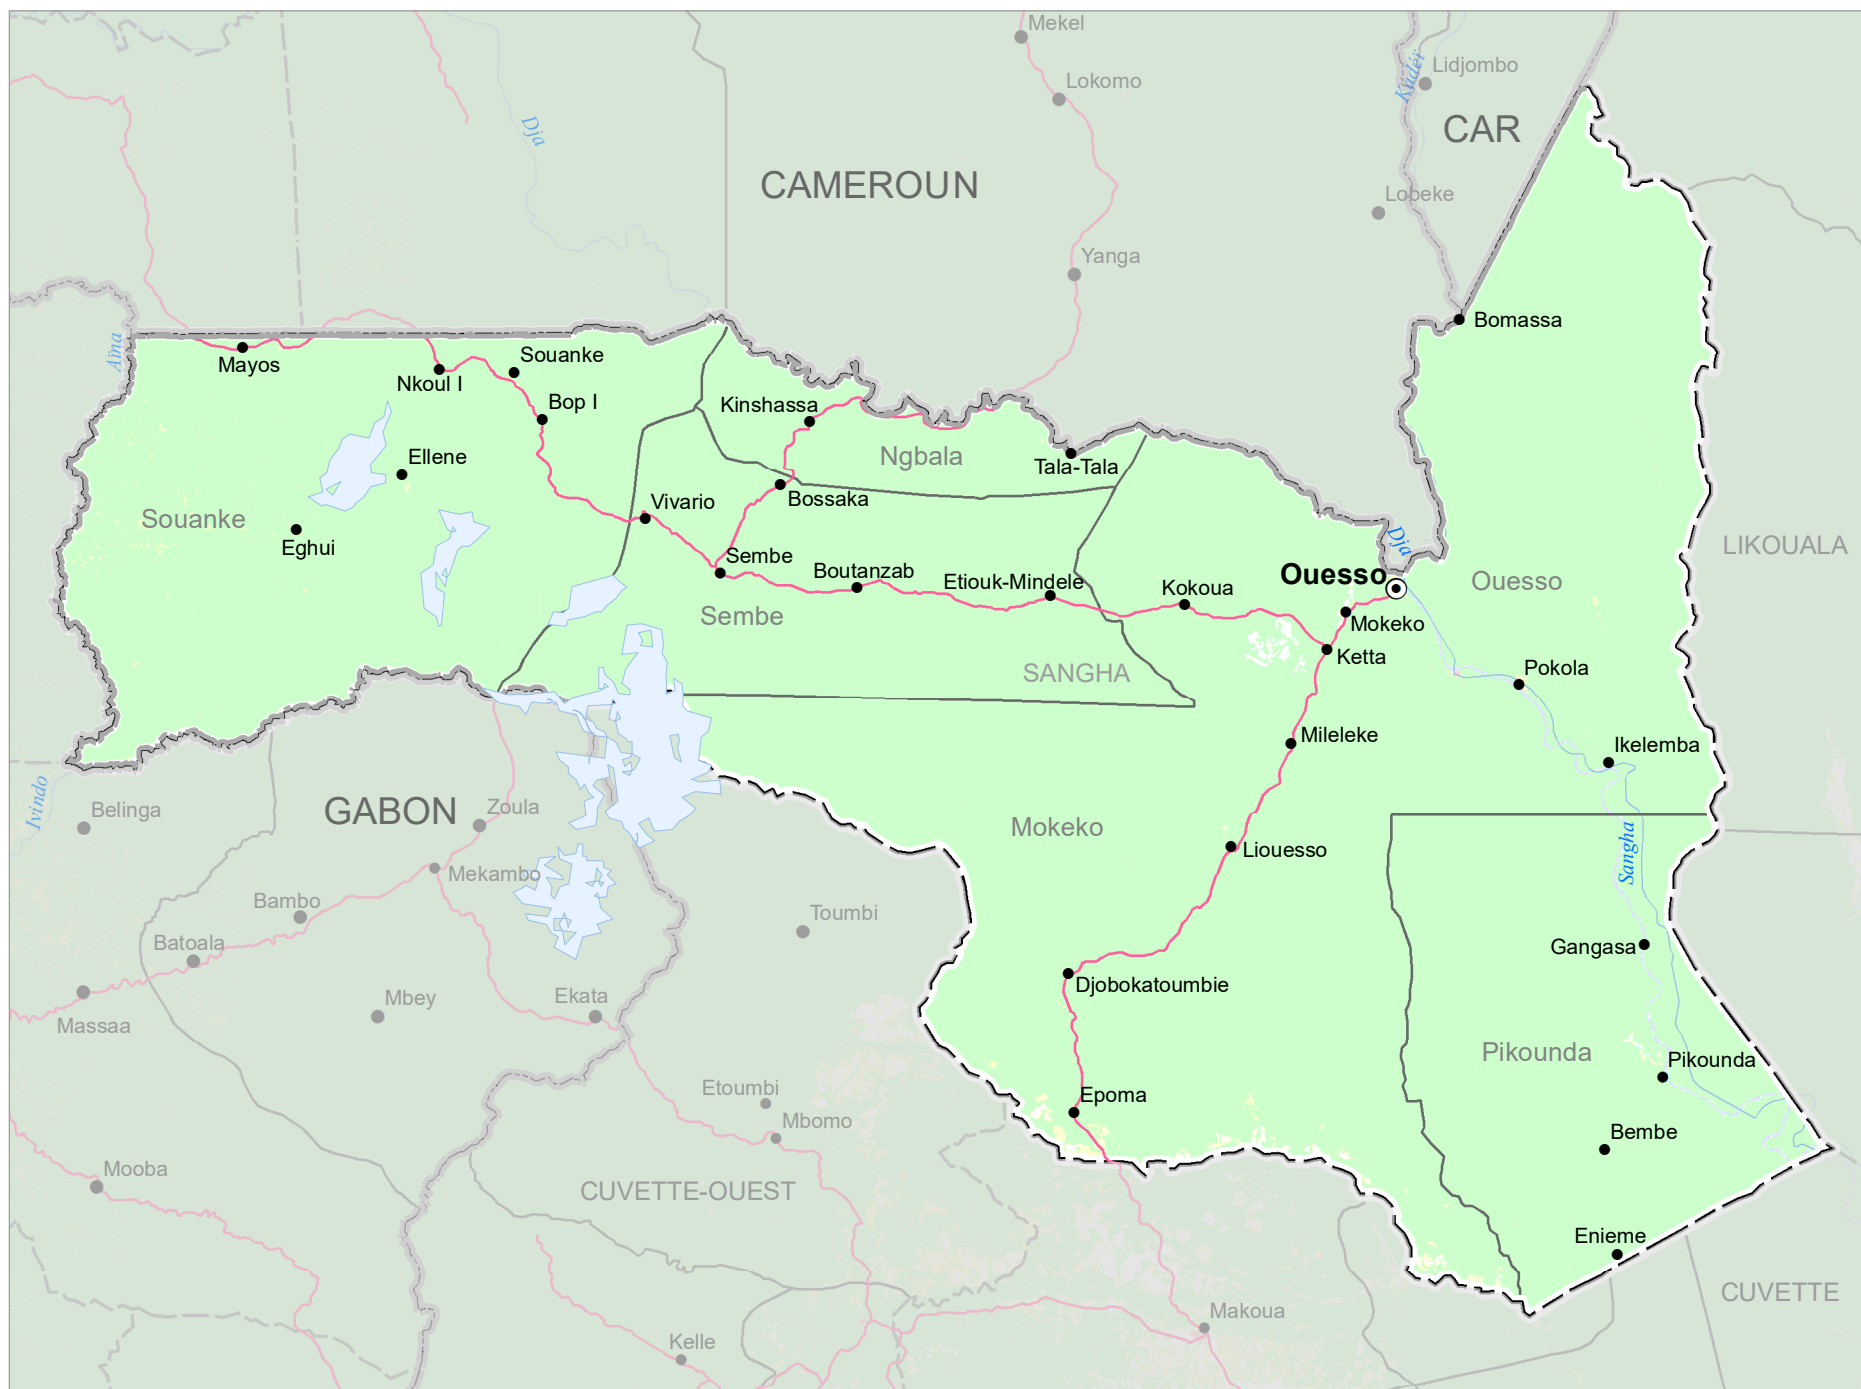 Mekel
Lokomo
Kúdéï
Lidjombo
CAR
Dja
CAMEROUN
Lobeke
Yanga
Bomassa
Aïna
Mayos
Nkoul I
Souanke
Bop I
Kinshassa
Ngbala
Tala-Tala
Ellene
Souanke
Eghui
Vivario
Bossaka
Dja
LIKOUALA
Sembe
Boutanzab
Etiouk-Mindele
Kokoua
Ouesso
Ouesso
Mokeko
Sembe
SANGHA
Ketta
Pokola
Mileleke
Ikelemba
Ivindo
Belinga
GABON
Zoula
Mokeko
Liouesso
Sangha
Mekambo
Bambo
Toumbi
Batoala
Gangasa
Djobokatoumbie
Mbey
Ekata
Massaa
Pikounda
Pikounda
Etoumbi
Epoma
Mbomo
Bembe
Mooba
CUVETTE-OUEST
Enieme
CUVETTE
Makoua
Kelle